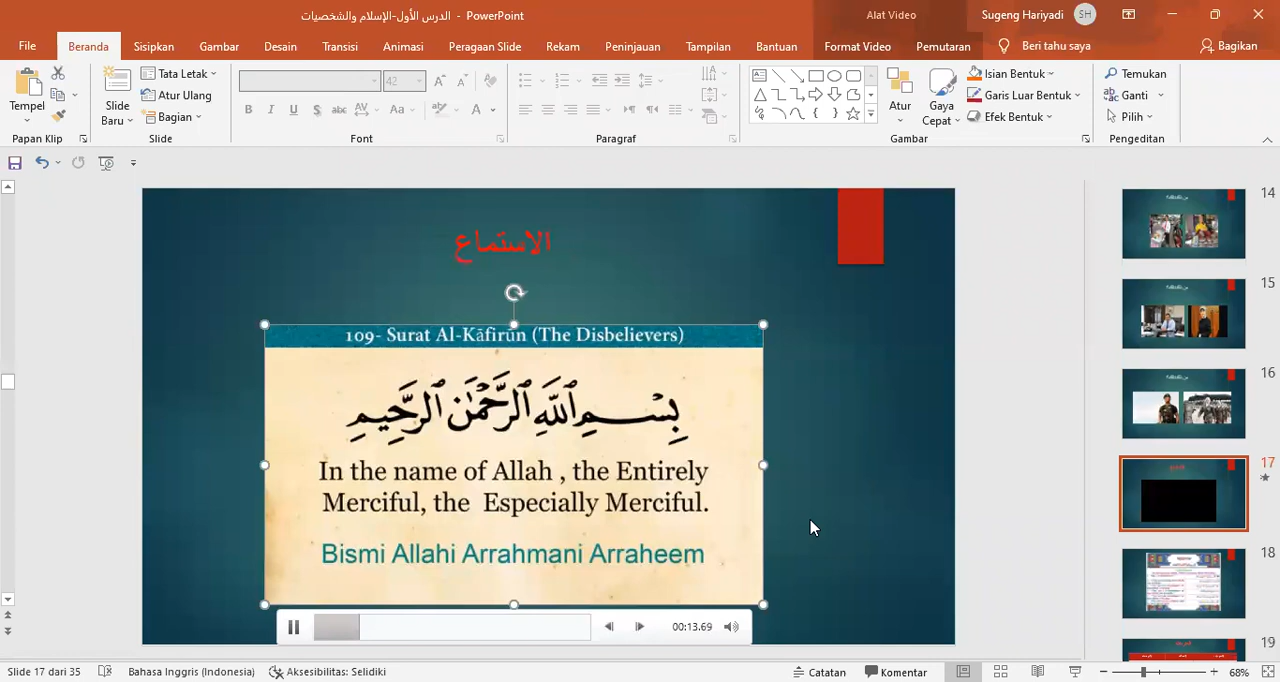 الدرس الأول-الإسلام والشخصيات - PowerPoint
Alat Video
Sugeng Hariyadi
SH
File
Beranda
Sisipkan
Gambar
Desain
Transisi
Animasi
Peragaan Slide
Rekam
Peninjauan
Tampilan
Bantuan
Format Video
Pemutaran
Beri tahu saya
Bagikan
Tempel
Slide Baru
Tata Letak
Atur Ulang
Bagian
42
Atur
Gaya Cepat
Isian Bentuk
Garis Luar Bentuk
Efek Bentuk
Temukan
Ganti
Pilih
Papan Klip
Slide
Font
Paragraf
Gambar
Pengeditan
الاستماع
109- Surat Al-Kāfirūn (The Disbelievers)
بِسْمِ ٱللَّهِ ٱلرَّحْمَٰنِ ٱلرَّحِيمِ
In the name of Allah , the Entirely
Merciful, the Especially Merciful.
Bismi Allahi Arrahmani Arraheem
00:13.69
14
15
16
17
18
19
Slide 17 dari 35
Bahasa Inggris (Indonesia)
Aksesibilitas: Selidiki
Catatan
Komentar
68%